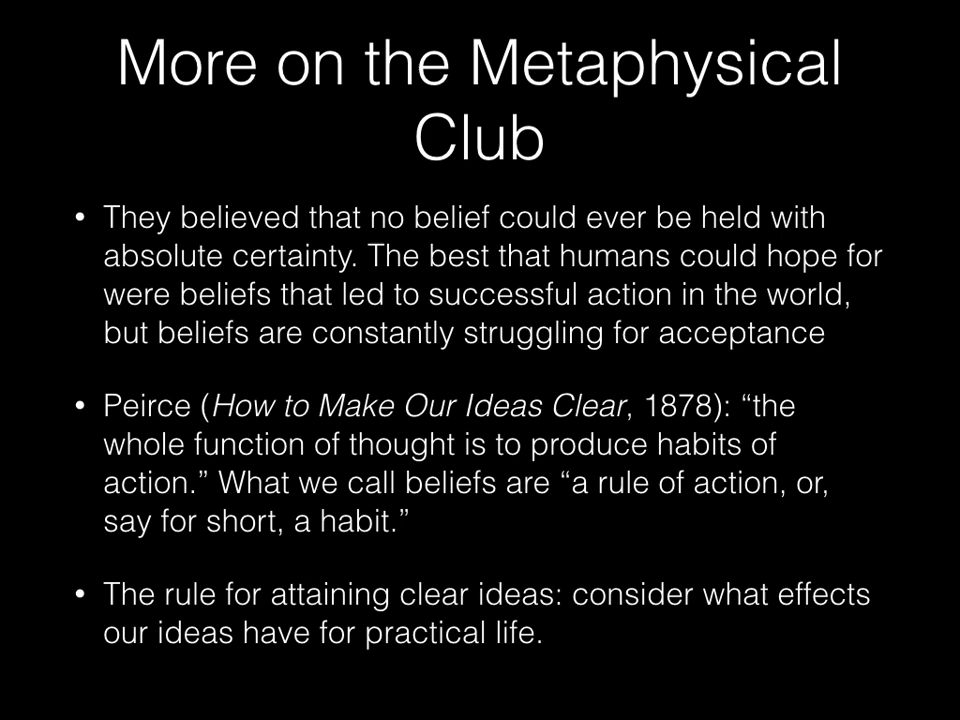 More on the Metaphysical
Club
• They believed that no belief could ever be held with
absolute certainty. The best that humans could hope for
were beliefs that led to successful action in the world,
but beliefs are constantly struggling for acceptance
• Peirce (How to Make Our Ideas Clear, 1878): “the
whole function of thought is to produce habits of
action.” What we call beliefs are “a rule of action, or,
say for short, a habit.”
• The rule for attaining clear ideas: consider what effects
our ideas have for practical life.